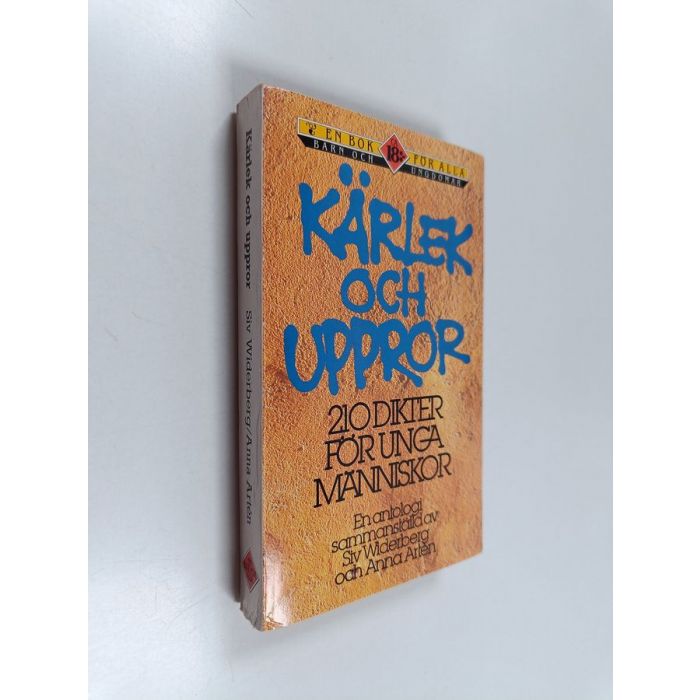 EN BOK FÖR ALLA
BARN OCH UNGDOMAR
18+
KÄRLEK
OCH
UPPROR
210 DIKTER
FÖR UNGA
MÄNNISKOR
En antologi
sammanställd av
Siv Widerberg
och Anna Artén
Kärlek och uppror Siv Widerberg/Anna Artén